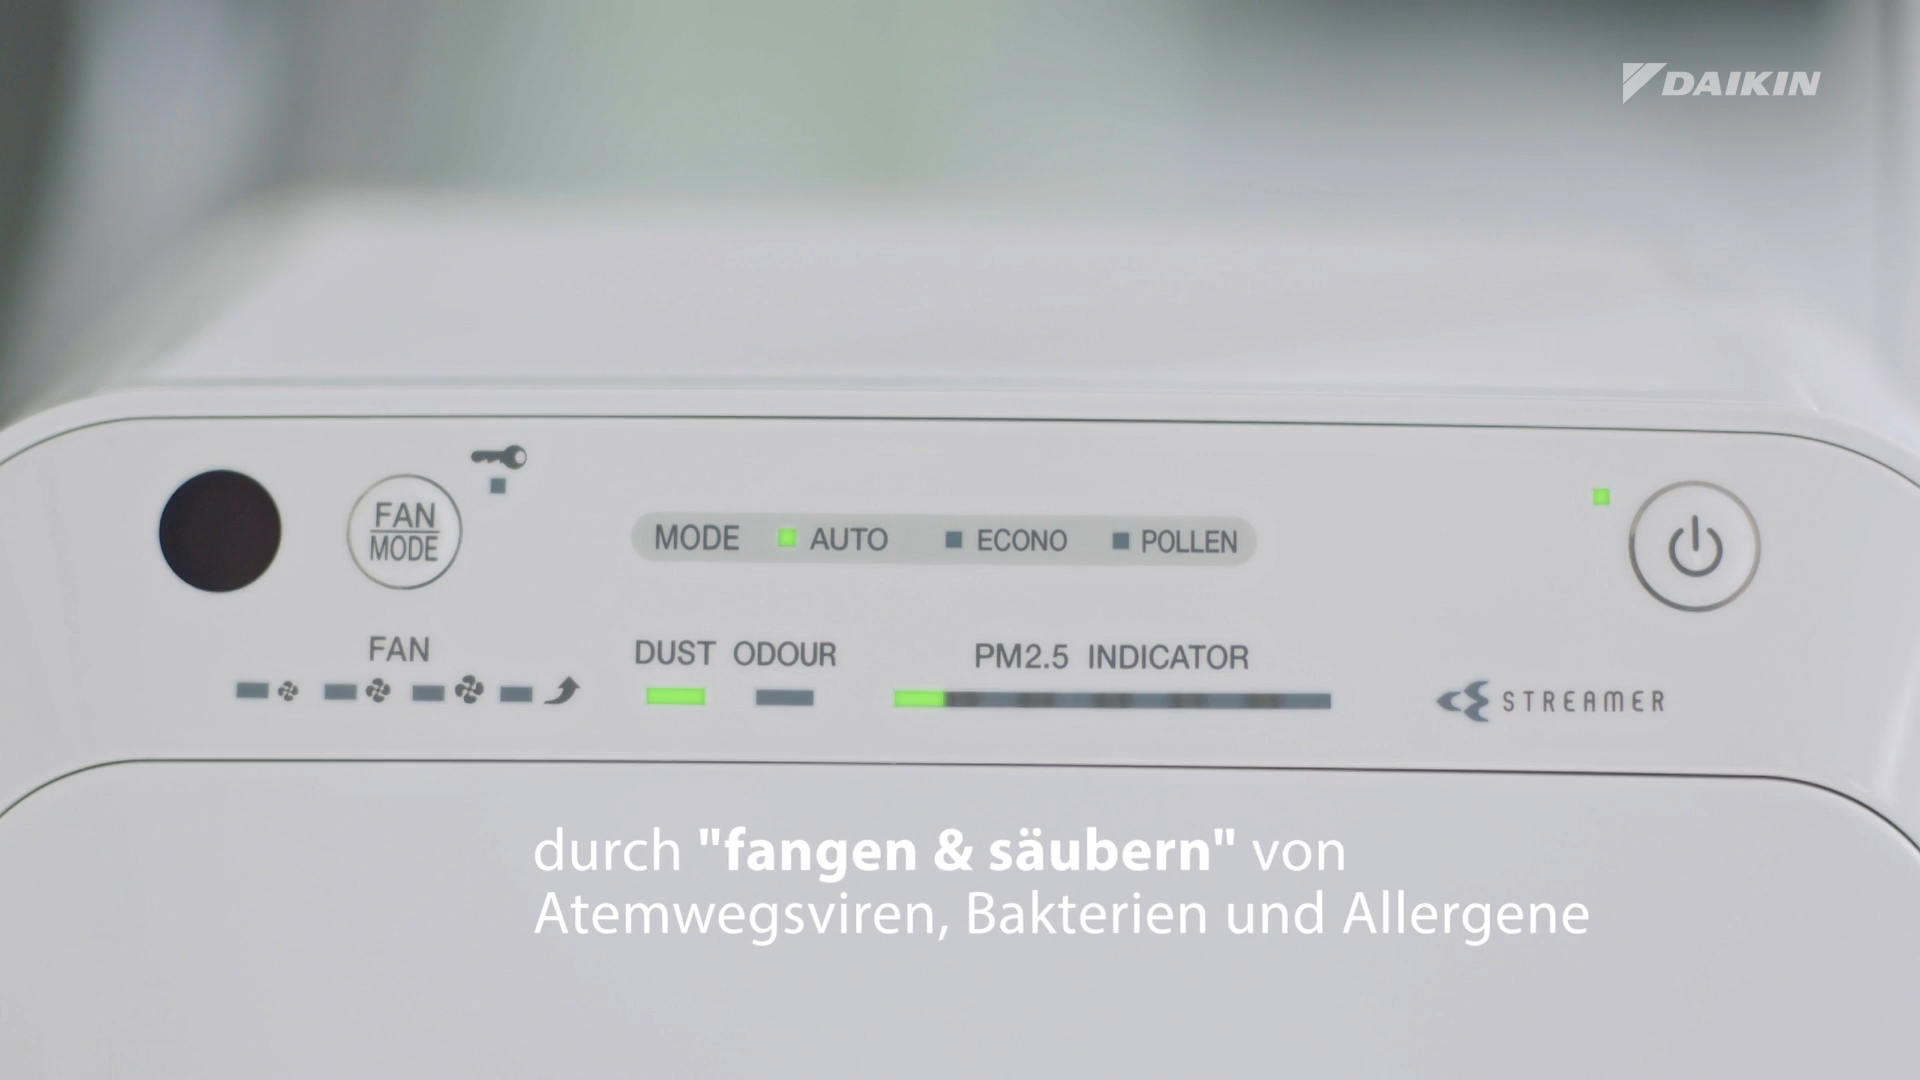 DAIKIN
FAN
MODE
MODE AUTO ECONO POLLEN
FAN
DUST ODOUR PM2.5 INDICATOR
STREAMER
durch "fangen & säubern" von
Atemwegsviren, Bakterien und Allergene